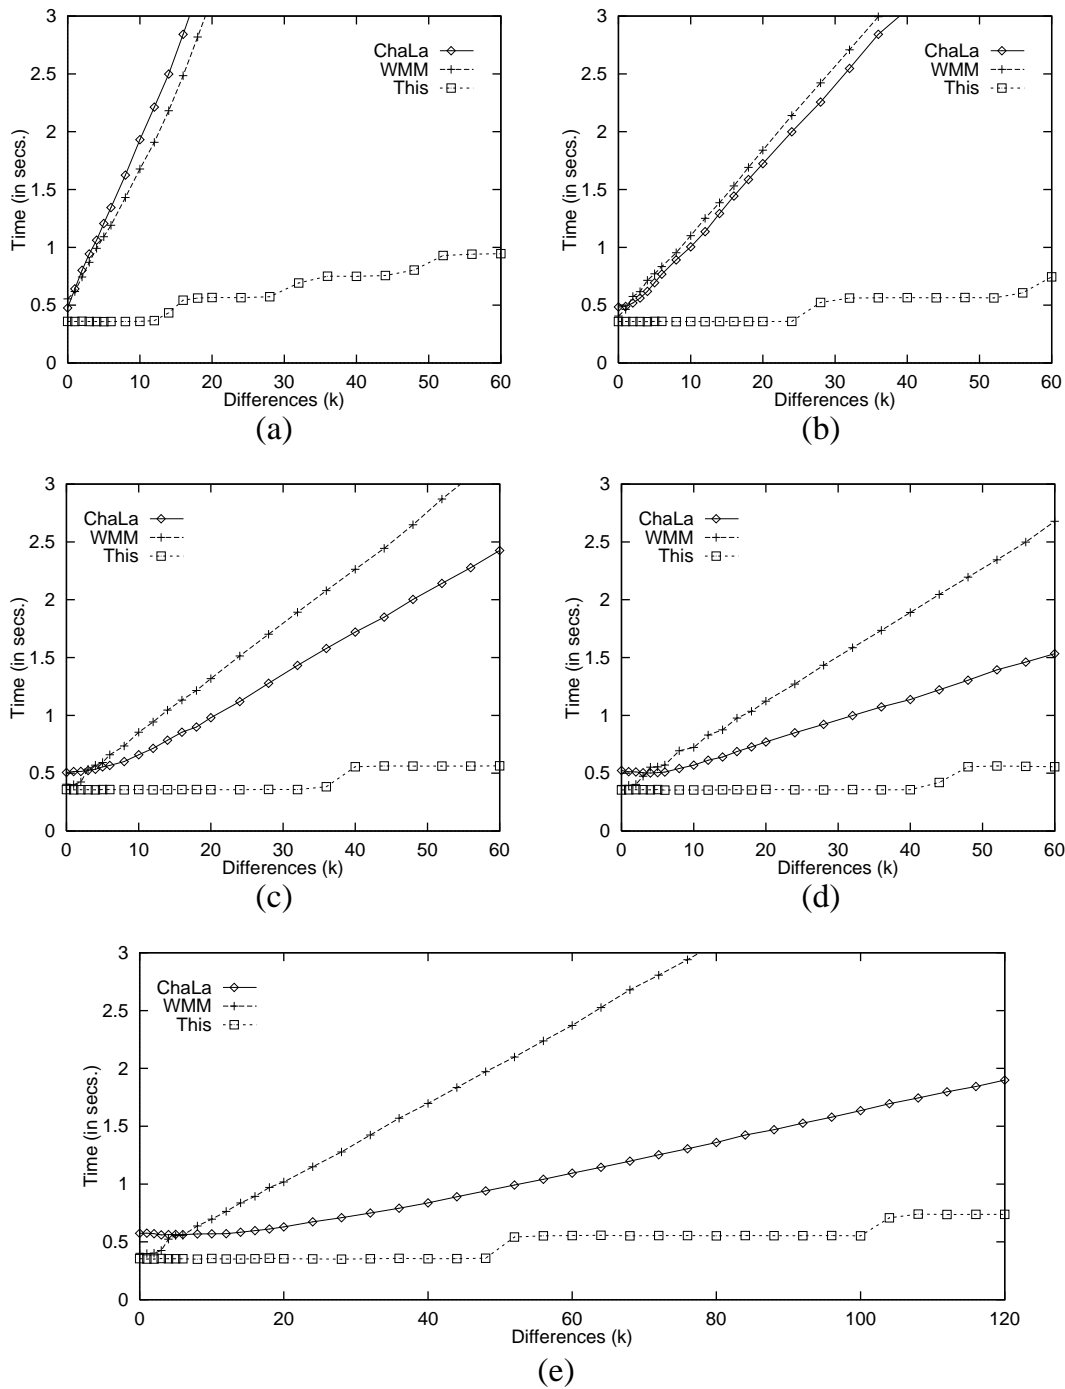 3
2.5
2
1.5
1
0.5
0
Time (in secs.)
ChaLa
WMM
This
0 10 20 30 40 50 60
Differences (k)
(a)
3
2.5
2
1.5
1
0.5
0
Time (in secs.)
ChaLa
WMM
This
0 10 20 30 40 50 60
Differences (k)
(b)
3
2.5
2
1.5
1
0.5
0
Time (in secs.)
ChaLa
WMM
This
0 10 20 30 40 50 60
Differences (k)
(c)
3
2.5
2
1.5
1
0.5
0
Time (in secs.)
ChaLa
WMM
This
0 10 20 30 40 50 60
Differences (k)
(d)
3
2.5
2
1.5
1
0.5
0
Time (in secs.)
ChaLa
WMM
This
0 20 40 60 80 100 120
Differences (k)
(e)